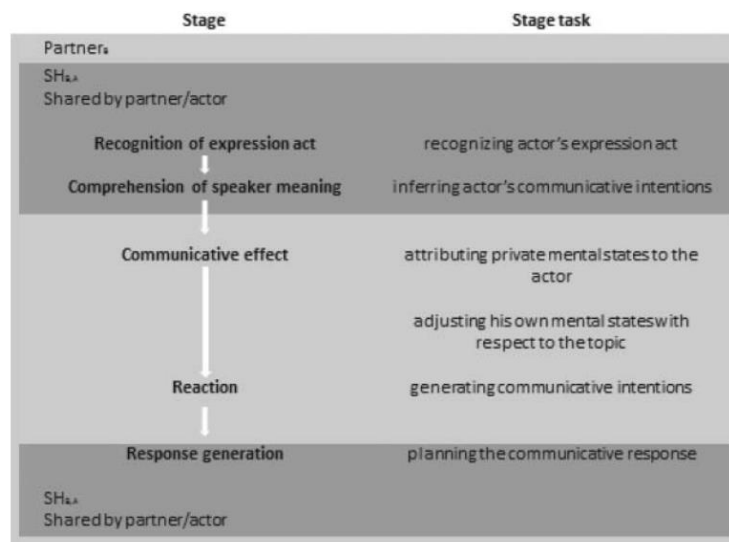 Stage Stage task
Partner
SH
Shared by partner/actor
Recognition of expression act recognizing actor's expression act
Comprehension of speaker meaning inferring actor's communicative intentions
Communicative effect attributing private mental states to the
actor
adjusting his own mental states with
respect to the topic
Reaction generating communicative intentions
Response generation planning the communicative response
SH
Shared by partner/actor